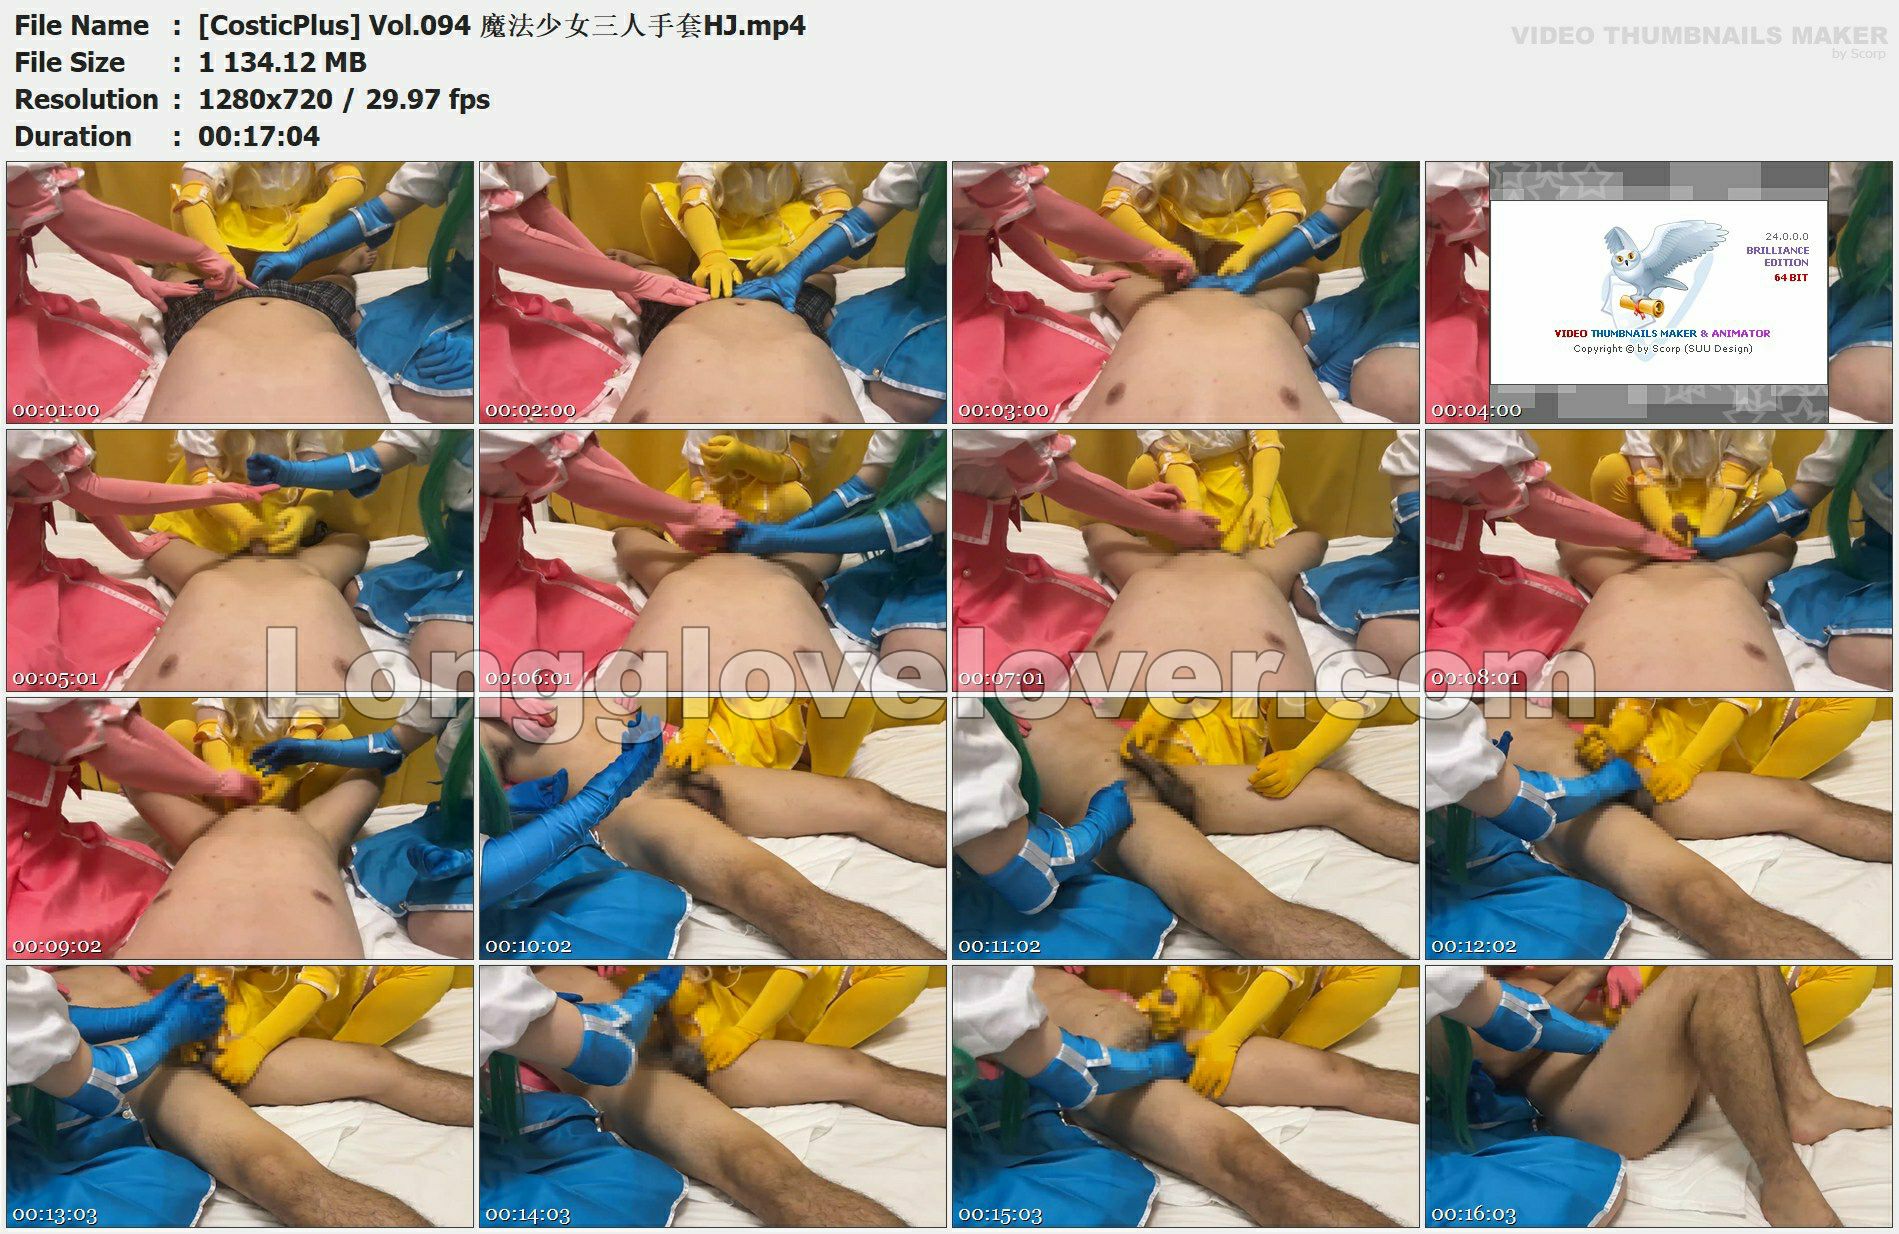 File Name : [CosticPlus] Vol.094 魔法少女三人手套HJ.mp4
File Size : 1 134.12 MB
Resolution : 1280x720 / 29.97 fps
Duration : 00:17:04
VIDEO THUMBNAILS MAKER
by Scorp
00:01:00
00:02:00
00:03:00
24.0.0.0
BRILLIANCE
EDITION
64 BIT
VIDEO THUMBNAILS MAKER & ANIMATOR
Copyright © by Scorp (SUU Design)
00:04:00
00:05:01
00:06:01
00:07:01
00:08:01
Longglovelover.com
00:09:02
00:10:02
00:11:02
00:12:02
00:13:03
00:14:03
00:15:03
00:16:03